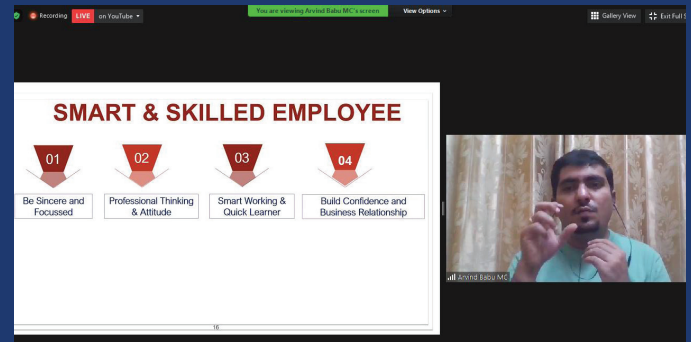 Recording LIVE on YouTube
You are viewing Arvind Babu MC's screen View Options
Gallery View Exit Full S
SMART & SKILLED EMPLOYEE
01 02 03 04
Be Sincere and
Focussed
Professional Thinking
& Attitude
Smart Working &
Quick Learner
Build Confidence and
Business Relationship
Arvind Babu MC